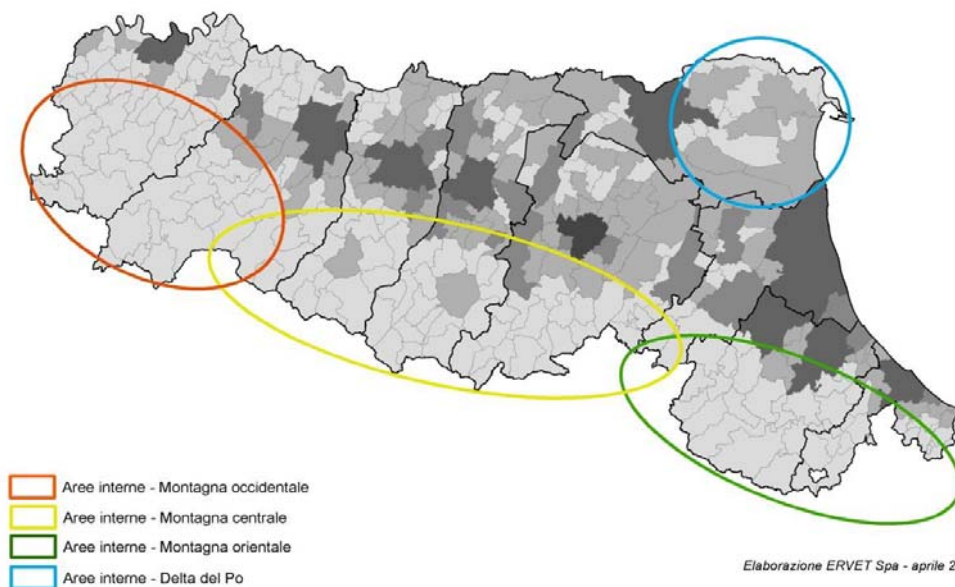 Aree interne - Montagna occidentale
Aree interne - Montagna centrale
Aree interne - Montagna orientale
Aree interne - Delta del Po
Elaborazione ERVET Spa - aprile 2